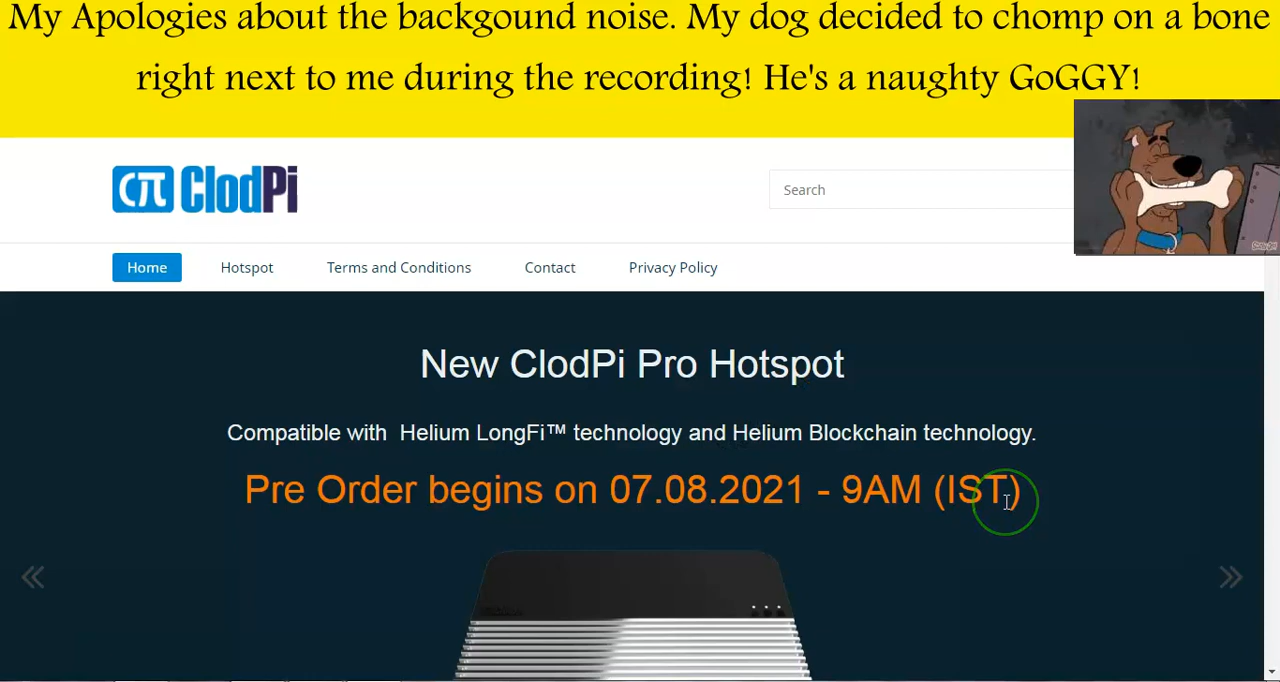 My Apologies about the backgound noise. My dog decided to chomp on a bone
right next to me during the recording! He's a naughty GoGGY!
Cπ ClodPi
Search
Home Hotspot Terms and Conditions Contact Privacy Policy
New ClodPi Pro Hotspot
Compatible with Helium LongFi™ technology and Helium Blockchain technology.
Pre Order begins on 07.08.2021 - 9AM (IST)